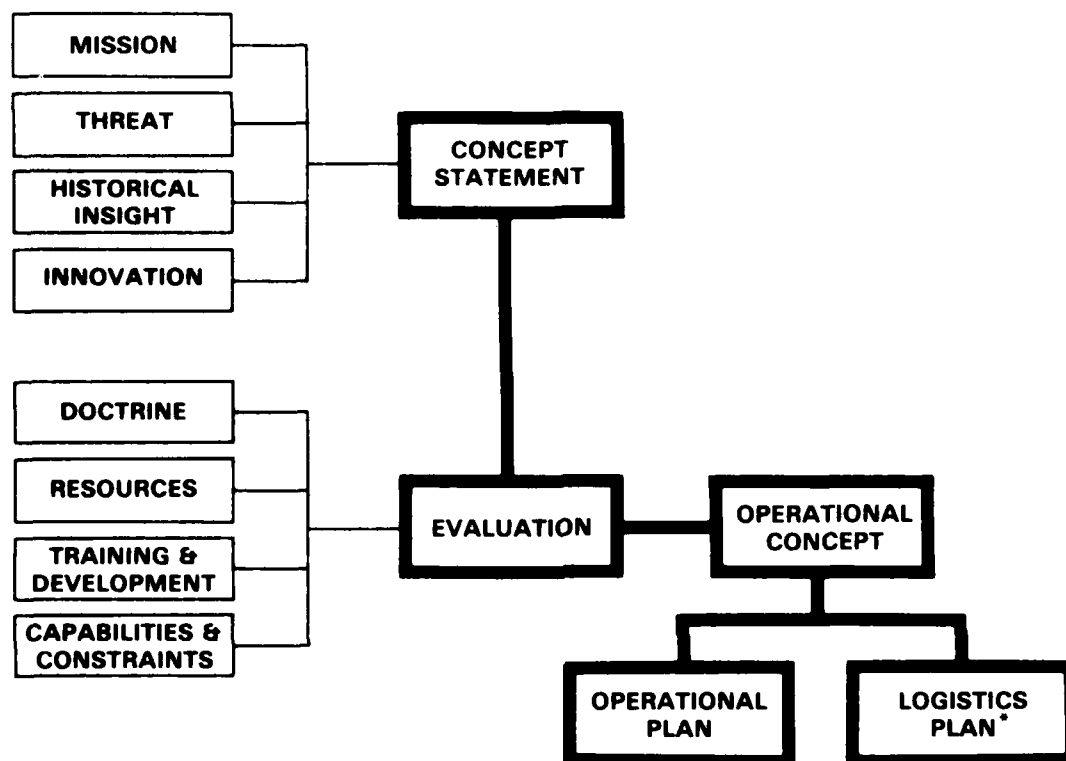 MISSION
THREAT
HISTORICAL
INSIGHT
INNOVATION
CONCEPT
STATEMENT
DOCTRINE
RESOURCES
TRAINING &
DEVELOPMENT
CAPABILITIES &
CONSTRAINTS
EVALUATION
OPERATIONAL
CONCEPT
OPERATIONAL
PLAN
LOGISTICS
PLAN*